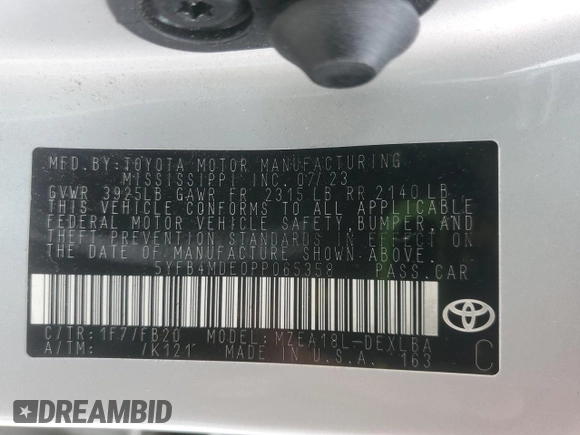 MFD.BY:TOYOTA MOTOR MANUFACTURING
MISSISSIPPI, INC. 07/23
GVWR 3925LB GAWR FR 2315 LB RR 2140 LB
THIS VEHICLE CONFORMS TO ALL APPLICABLE
FEDERAL MOTOR VEHICLE SAFETY,BUMPER,AND
THEFT PREVENTION STANDARDS IN EFFECT ON
THE DATE OF MANUFACTURE SHOWN ABOVE.
5YFB4MDE0PP065358 PASS.CAR
C/TR:1F7/FB20 MODEL:MZEA18L-DEXLBA
A/TM: /K121 MADE IN U.S.A. 163
C
DREAMBID